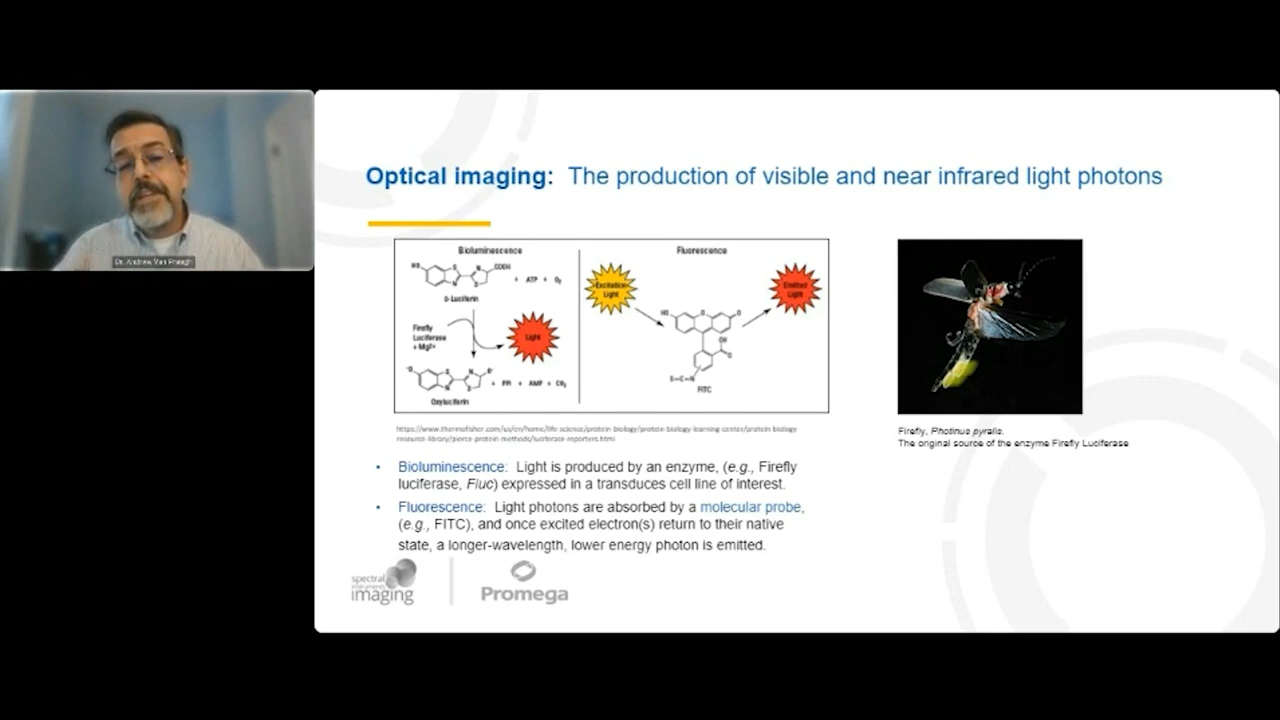 Dr. Andrew Van Praagh
Optical imaging: The production of visible and near infrared light photons
Bioluminescence
HO
COOH
N
S
N
S
+ ATP + O₂
D-Luciferin
Firefly
Luciferase
+ Mg²⁺
Light
⁻O
N
S
N
S
O⁻
+ PPi + AMP + CO₂
Oxyluciferin
Fluorescence
Excitation
Light
Emitted
Light
HO
O
O
OH
O
S=C=N
FITC
https://www.thermofisher.com/us/en/home/life-science/protein-biology/protein-biology-learning-center/protein-biology
resource-library/pierce-protein-methods/luciferase-reporters.html
Firefly, Photinus pyralis.
The original source of the enzyme Firefly Luciferase
• Bioluminescence: Light is produced by an enzyme, (e.g., Firefly
luciferase, Fluc) expressed in a transduces cell line of interest.
• Fluorescence: Light photons are absorbed by a molecular probe,
(e.g., FITC), and once excited electron(s) return to their native
state, a longer-wavelength, lower energy photon is emitted.
spectral
instruments
imaging
Promega